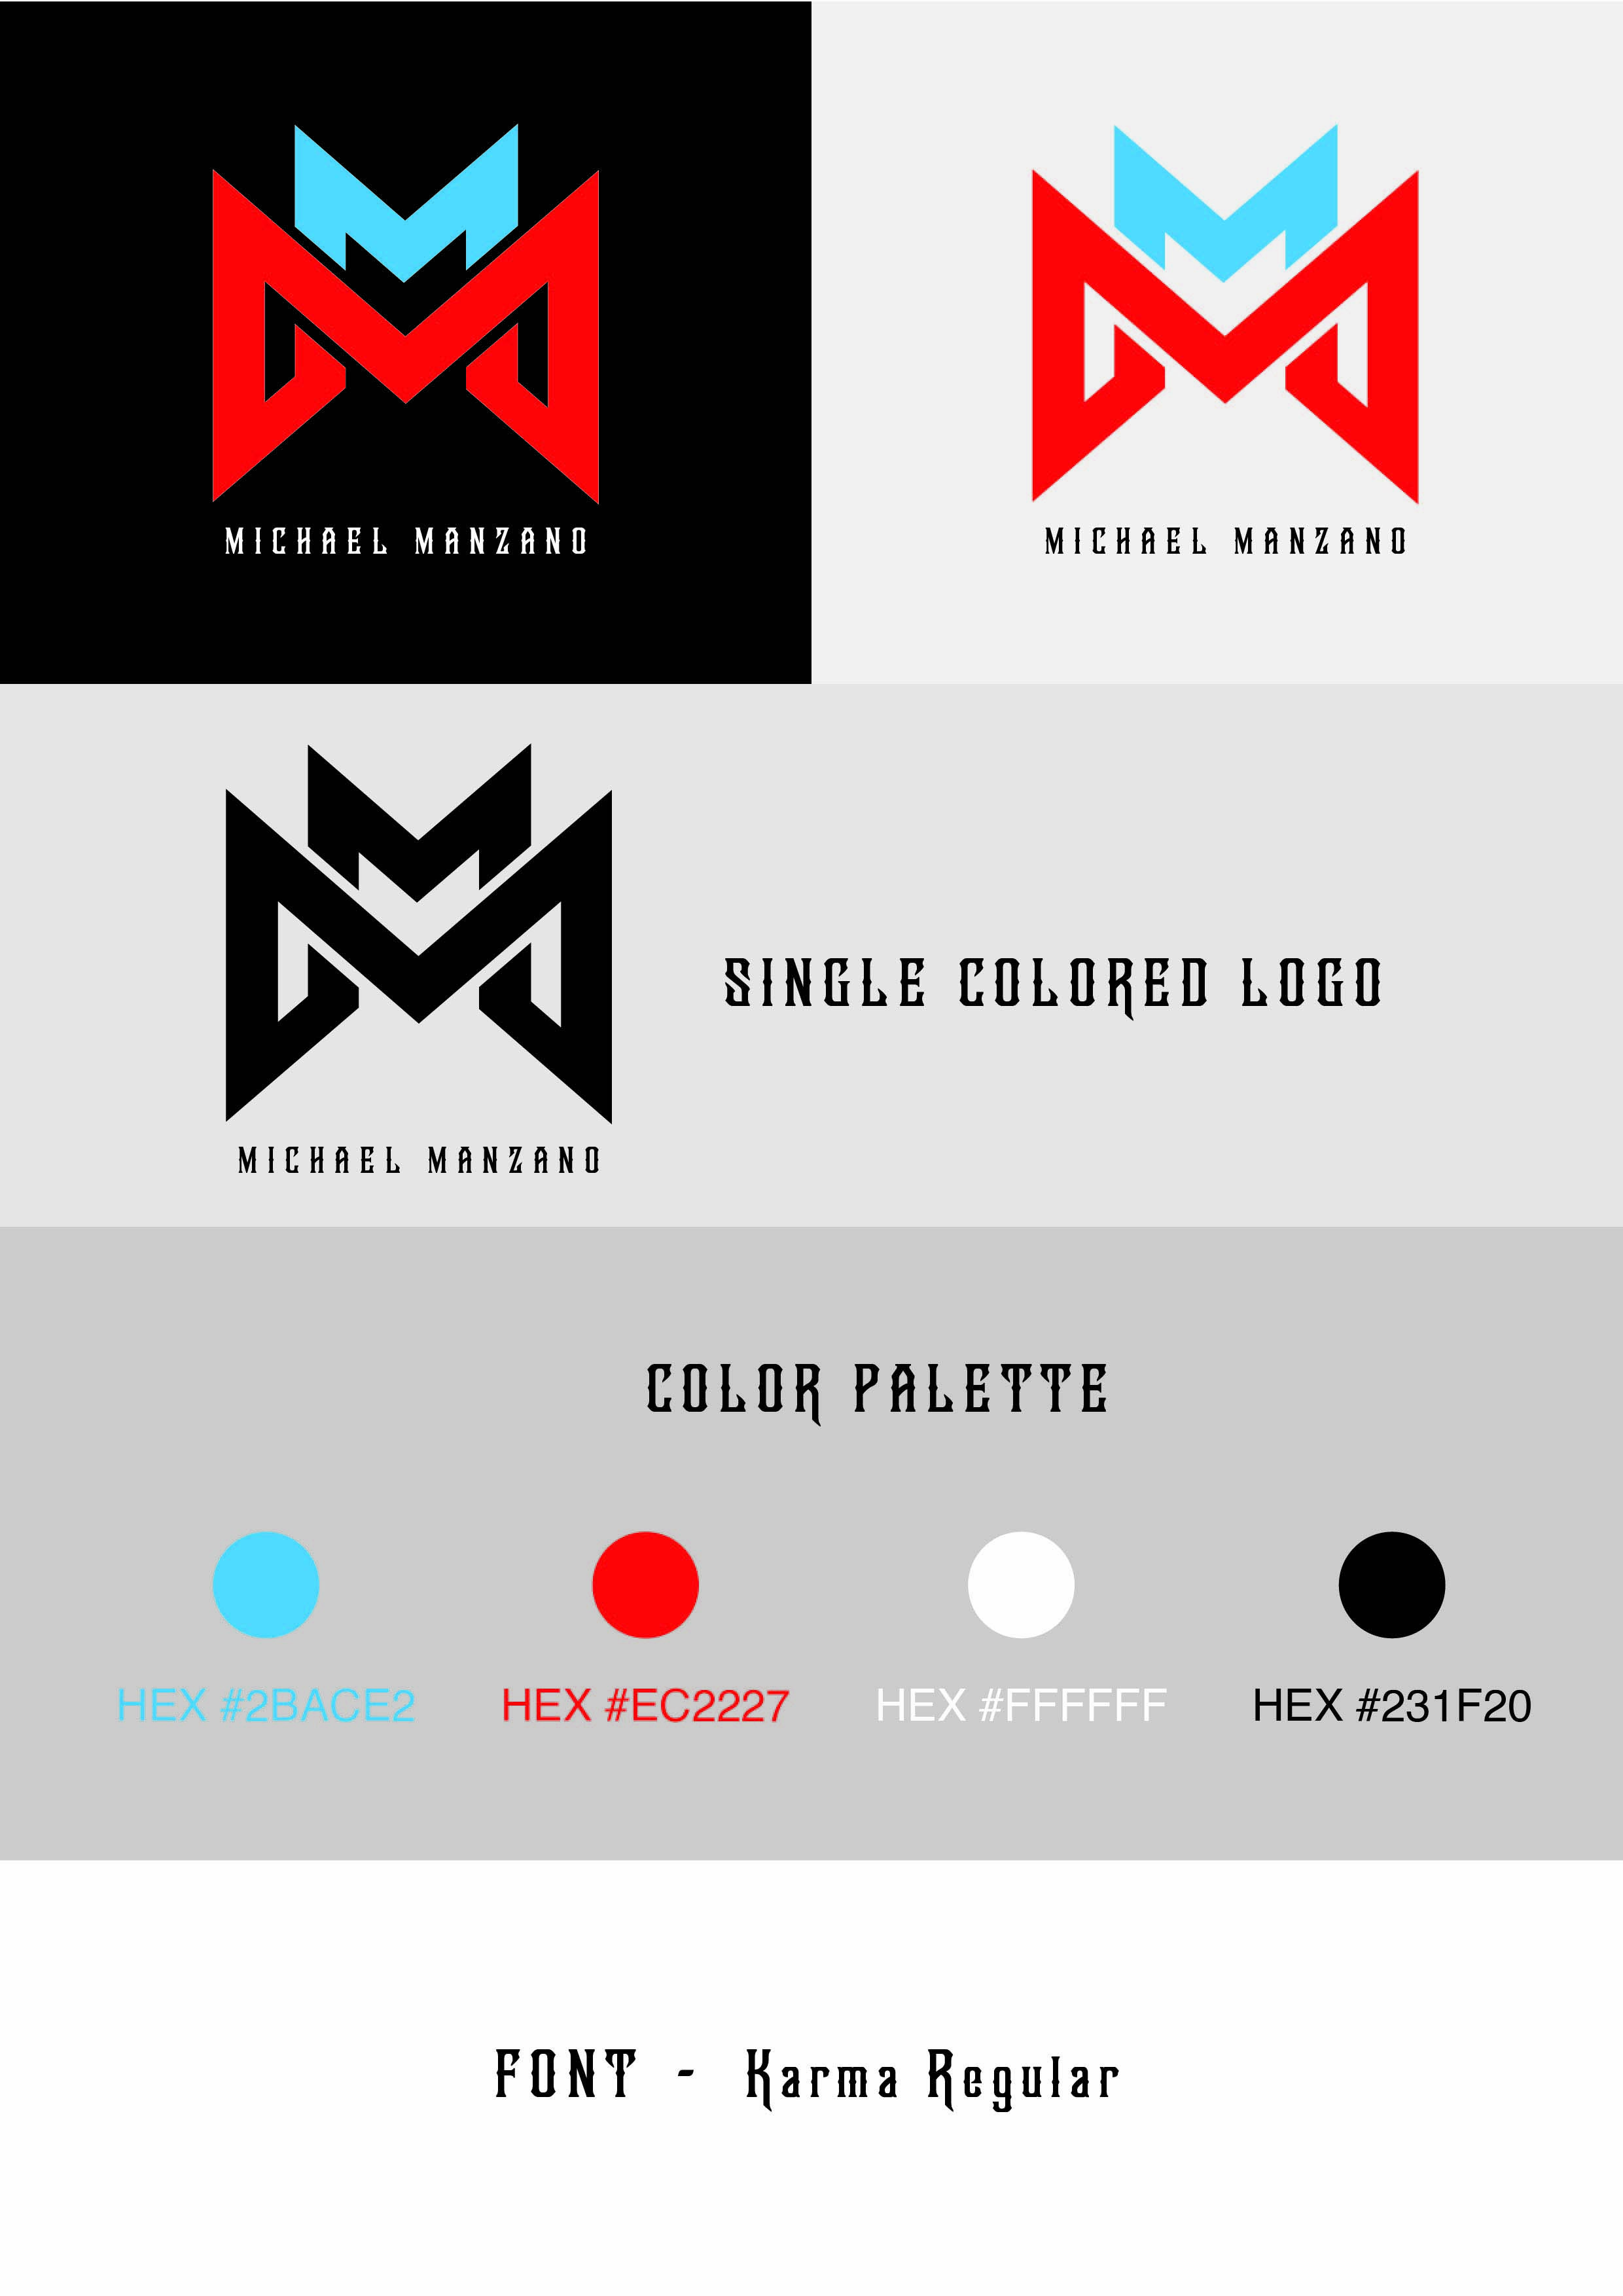 MICHAEL MANZANO
MICHAEL MANZANO
SINGLE COLORED LOGO
MICHAEL MANZANO
COLOR PALETTE
HEX #2BACE2
HEX #EC2227
HEX #FFFFFF
HEX #231F20
FONT - Karma Regular